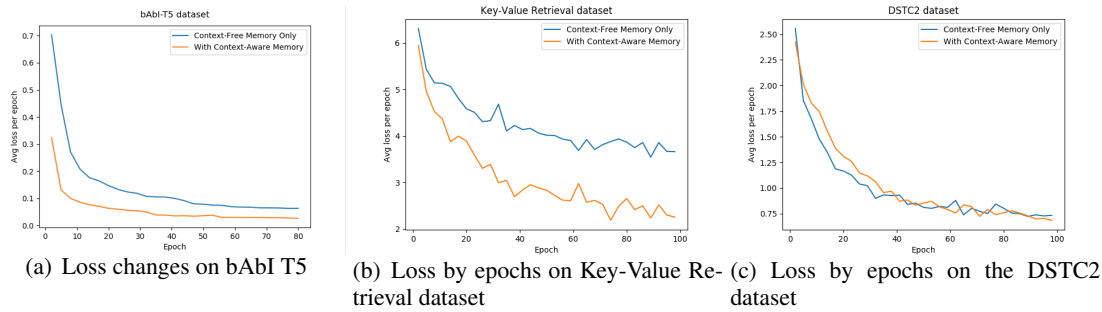 bAbI-T5 dataset
Context-Free Memory Only
With Context-Aware Memory
Avg loss per epoch
0.7
0.6
0.5
0.4
0.3
0.2
0.1
0.0
0 10 20 30 40 50 60 70 80
Epoch
(a) Loss changes on bAbI T5
Key-Value Retrieval dataset
Context-Free Memory Only
With Context-Aware Memory
Avg loss per epoch
6
5
4
3
2
0 20 40 60 80 100
Epoch
(b) Loss by epochs on Key-Value Re-
trieval dataset
DSTC2 dataset
Context-Free Memory Only
With Context-Aware Memory
Avg loss per epoch
2.50
2.25
2.00
1.75
1.50
1.25
1.00
0.75
0 20 40 60 80 100
Epoch
(c) Loss by epochs on the DSTC2
dataset